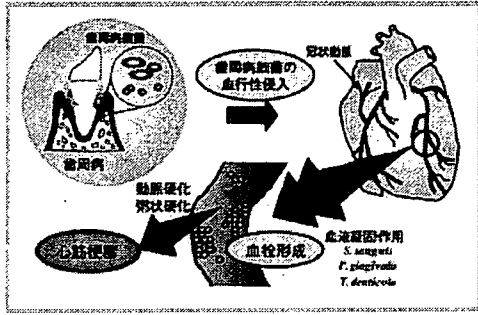 歯周病細菌
歯周病細菌の
血行性侵入
冠状動脈
歯周病
動脈硬化
粥状硬化
心筋梗塞
血栓形成
血液凝固作用
S. sangui
P. gingivalis
T. denticola